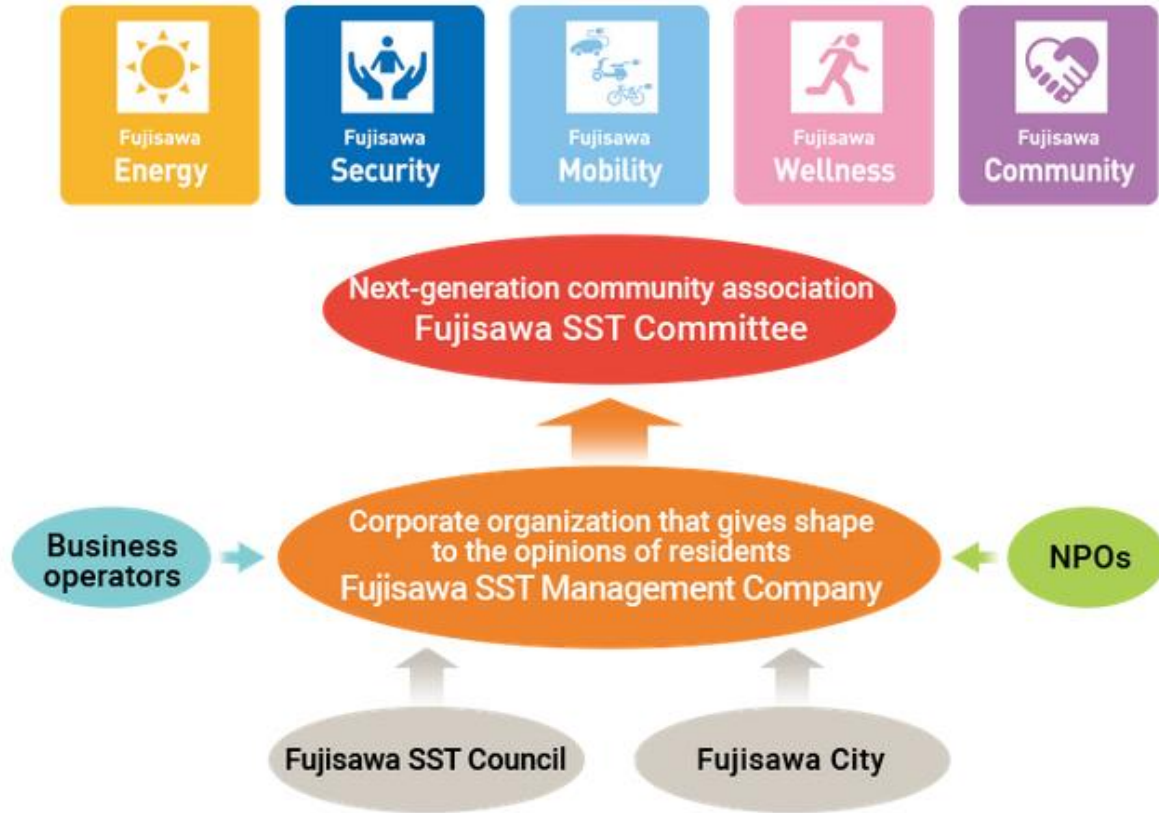 Fujisawa
Energy
Fujisawa
Security
Fujisawa
Mobility
Fujisawa
Wellness
Fujisawa
Community
Next-generation community association
Fujisawa SST Committee
Corporate organization that gives shape
to the opinions of residents
Fujisawa SST Management Company
Business
operators
NPOs
Fujisawa SST Council
Fujisawa City